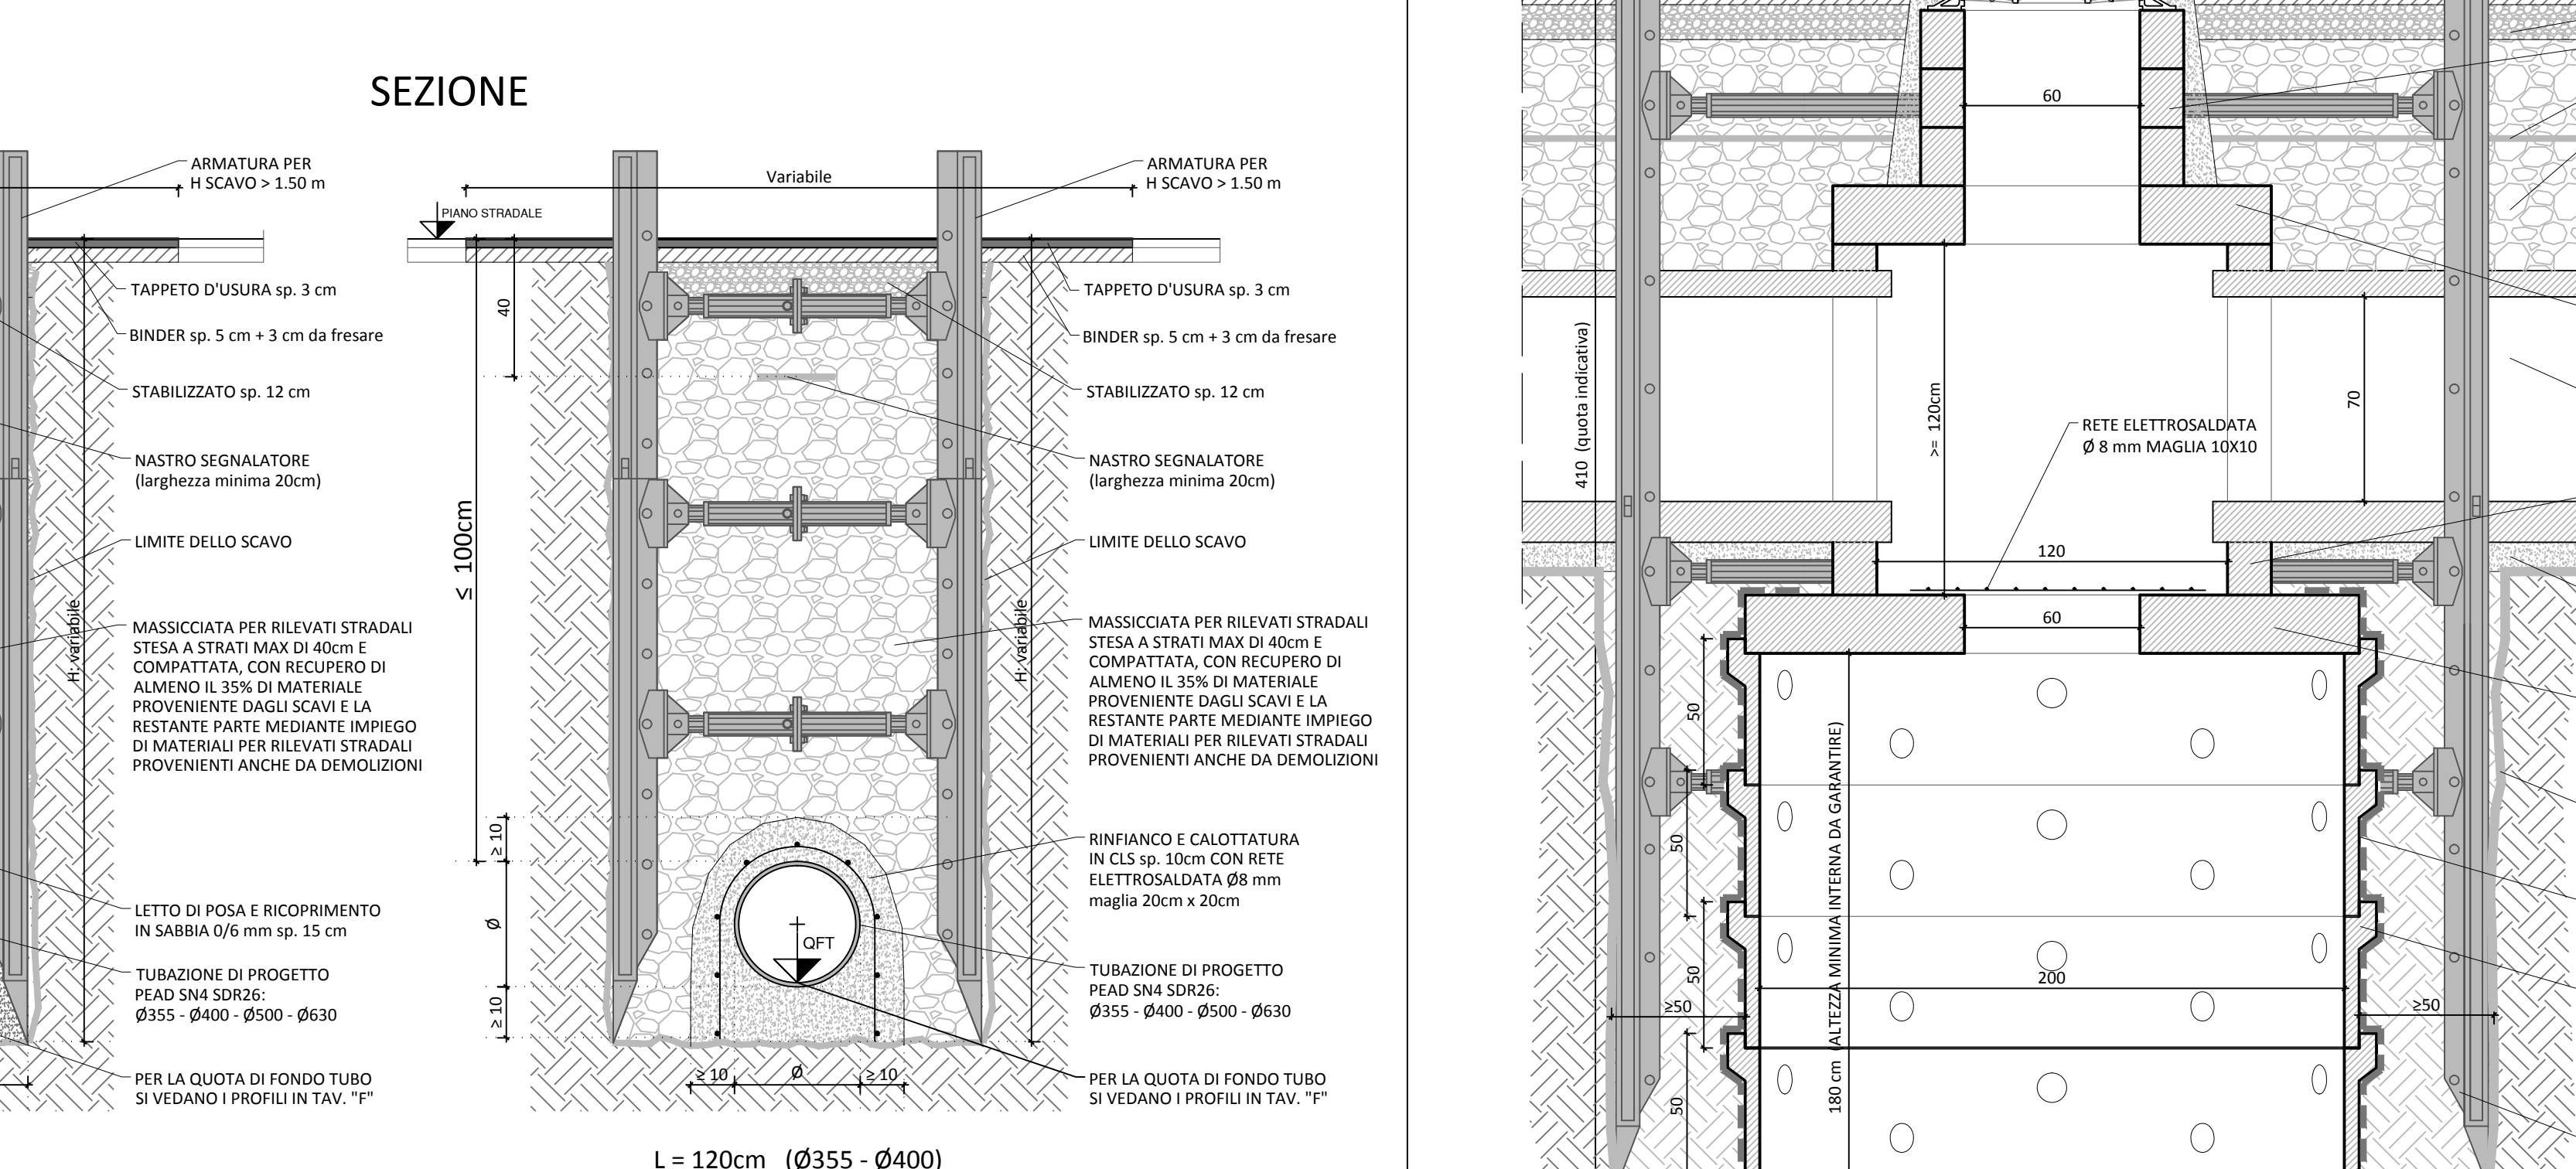 SEZIONE
ARMATURA PER
H SCAVO > 1.50 m
TAPPETO D'USURA sp. 3 cm
BINDER sp. 5 cm + 3 cm da fresare
STABILIZZATO sp. 12 cm
NASTRO SEGNALATORE
(larghezza minima 20cm)
LIMITE DELLO SCAVO
H: variabile
MASSICCIATA PER RILEVATI STRADALI
STESA A STRATI MAX DI 40cm E
COMPATTATA, CON RECUPERO DI
ALMENO IL 35% DI MATERIALE
PROVENIENTE DAGLI SCAVI E LA
RESTANTE PARTE MEDIANTE IMPIEGO
DI MATERIALI PER RILEVATI STRADALI
PROVENIENTI ANCHE DA DEMOLIZIONI
LETTO DI POSA E RICOPRIMENTO
IN SABBIA 0/6 mm sp. 15 cm
TUBAZIONE DI PROGETTO
PEAD SN4 SDR26:
Ø355 - Ø400 - Ø500 - Ø630
PER LA QUOTA DI FONDO TUBO
SI VEDANO I PROFILI IN TAV. "F"
Variabile
PIANO STRADALE
40
≤ 100cm
≥ 10
Ø
≥ 10
QFT
≥ 10
Ø
≥ 10
L = 120cm (Ø355 - Ø400)
ARMATURA PER
H SCAVO > 1.50 m
TAPPETO D'USURA sp. 3 cm
BINDER sp. 5 cm + 3 cm da fresare
STABILIZZATO sp. 12 cm
NASTRO SEGNALATORE
(larghezza minima 20cm)
LIMITE DELLO SCAVO
H: variabile
MASSICCIATA PER RILEVATI STRADALI
STESA A STRATI MAX DI 40cm E
COMPATTATA, CON RECUPERO DI
ALMENO IL 35% DI MATERIALE
PROVENIENTE DAGLI SCAVI E LA
RESTANTE PARTE MEDIANTE IMPIEGO
DI MATERIALI PER RILEVATI STRADALI
PROVENIENTI ANCHE DA DEMOLIZIONI
RINFIANCO E CALOTTATURA
IN CLS sp. 10cm CON RETE
ELETTROSALDATA Ø8 mm
maglia 20cm x 20cm
TUBAZIONE DI PROGETTO
PEAD SN4 SDR26:
Ø355 - Ø400 - Ø500 - Ø630
PER LA QUOTA DI FONDO TUBO
SI VEDANO I PROFILI IN TAV. "F"
60
410 (quota indicativa)
>= 120cm
70
RETE ELETTROSALDATA
Ø 8 mm MAGLIA 10X10
120
60
50
50
50
50
180 cm (ALTEZZA MINIMA INTERNA DA GARANTIRE)
200
≥50
≥50